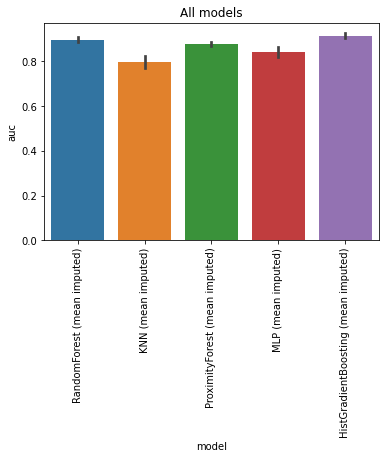 All models
auc
0.8
0.6
0.4
0.2
0.0
RandomForest (mean imputed)
KNN (mean imputed)
ProximityForest (mean imputed)
MLP (mean imputed)
HistGradientBoosting (mean imputed)
model